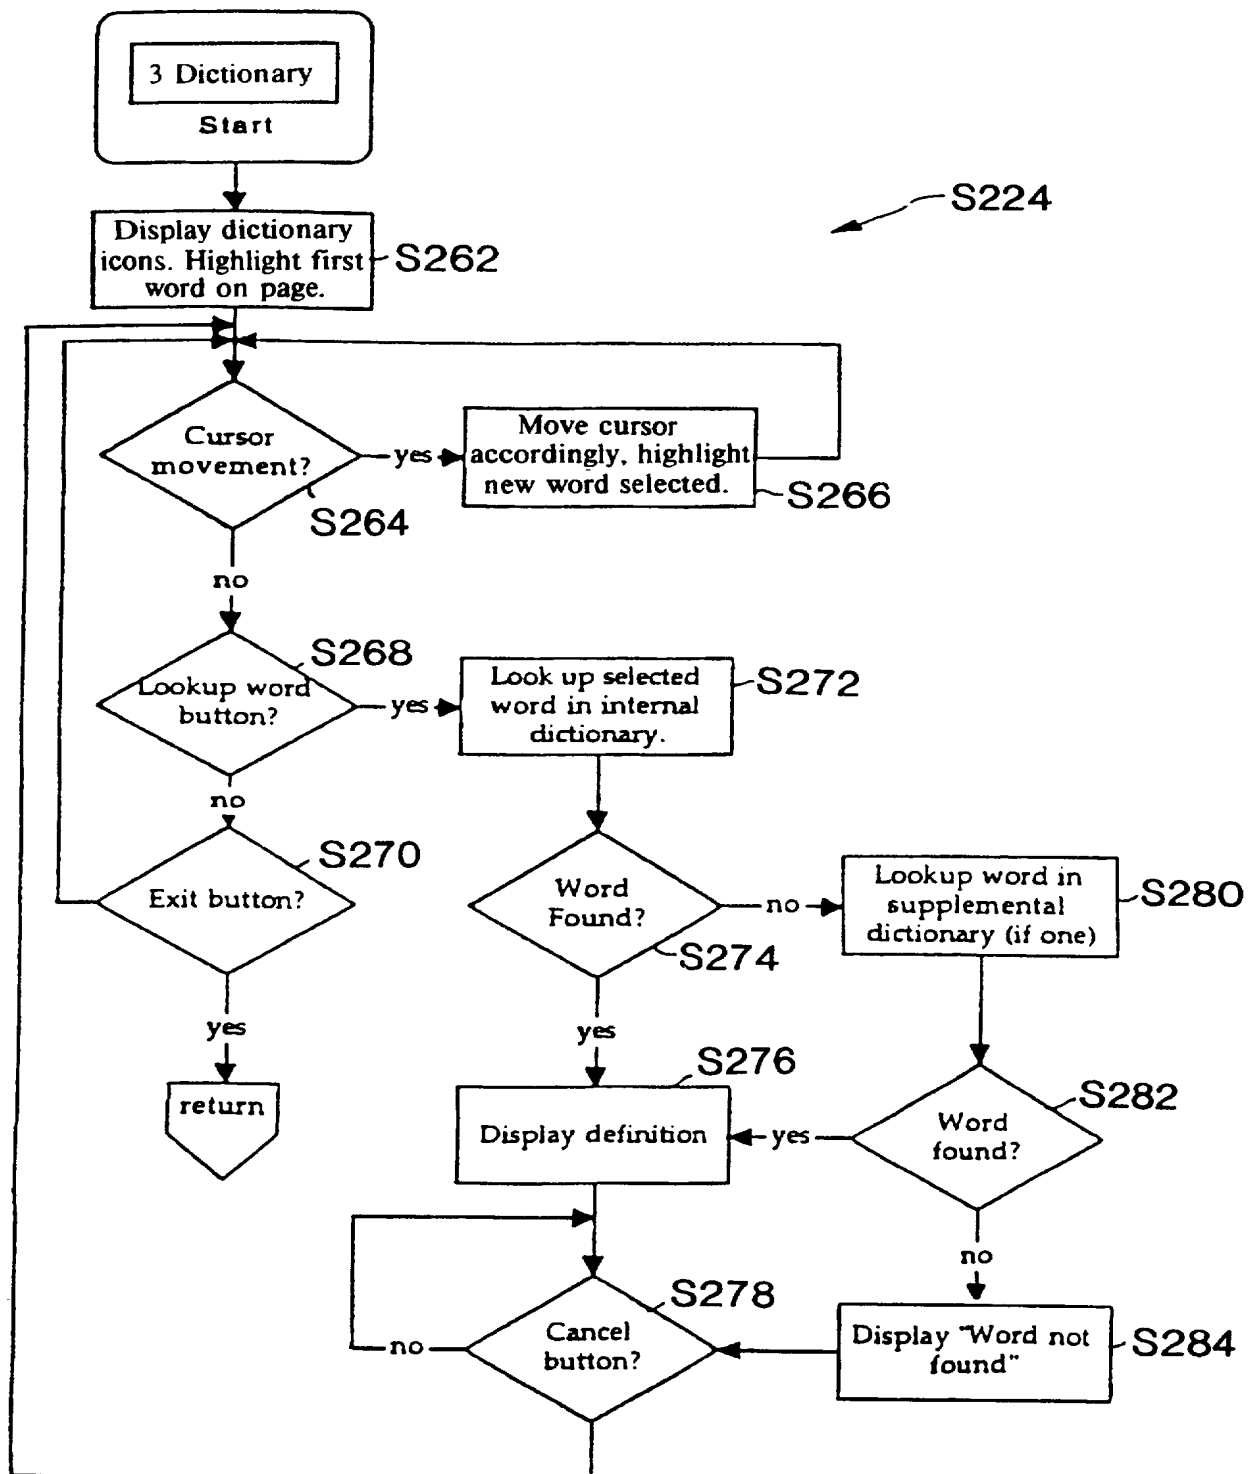 3 Dictionary
Start
S224
Display dictionary
icons. Highlight first
word on page.
S262
Cursor
movement?
S264
yes
Move cursor
accordingly, highlight
new word selected.
S266
no
Lookup word
button?
S268
yes
Look up selected
word in internal
dictionary.
S272
no
Exit button?
S270
Word
Found?
S274
no
Lookup word in
supplemental
dictionary (if one)
S280
yes
return
yes
Display definition
S276
yes
Word
found?
S282
no
Cancel
button?
S278
no
Display "Word not
found"
S284